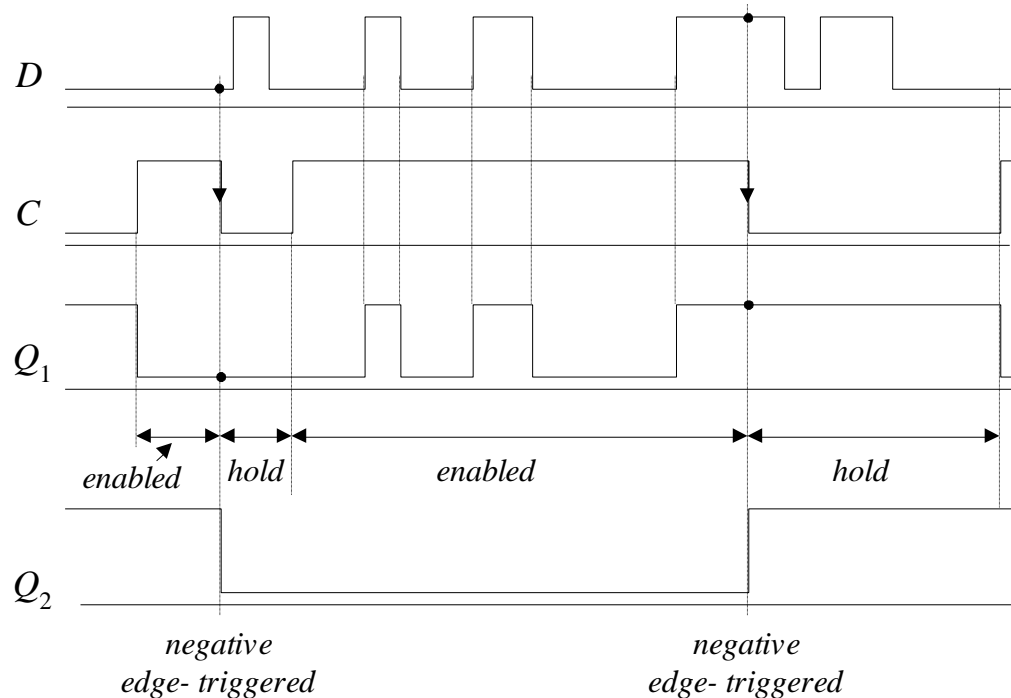 D
C
Q₁
enabled
hold
enabled
hold
Q₂
negative
edge- triggered
negative
edge- triggered